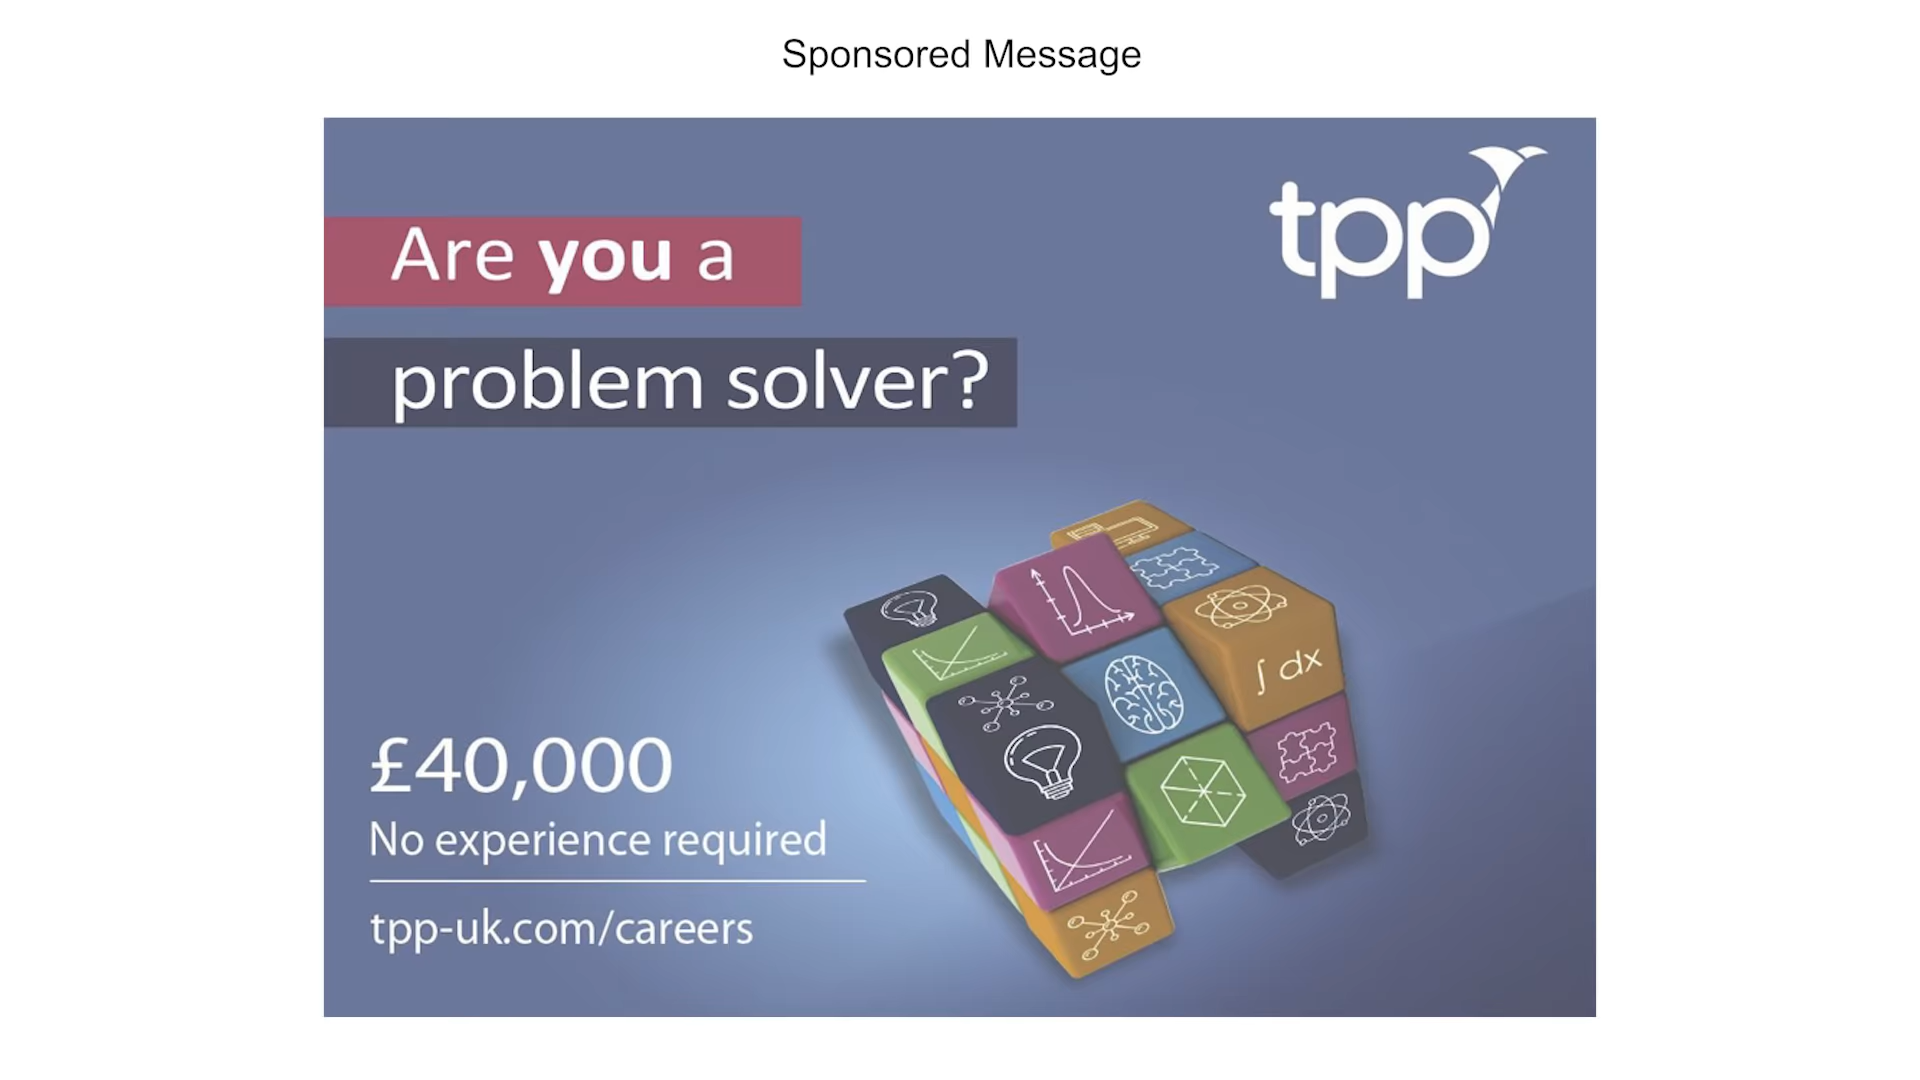 Sponsored Message
tpp
Are you a
problem solver?
∫ dx
£40,000
No experience required
tpp-uk.com/careers